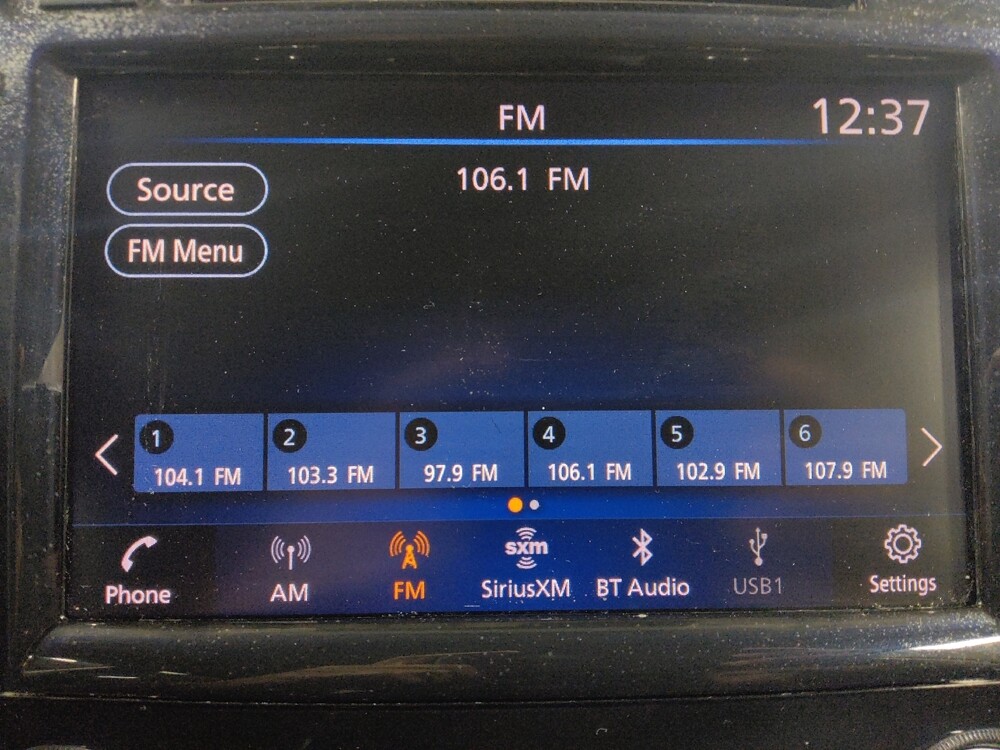 FM
12:37
Source
106.1 FM
FM Menu
1
2
3
4
5
6
104.1 FM
103.3 FM
97.9 FM
106.1 FM
102.9 FM
107.9 FM
sxm
Phone
AM
FM
SiriusXM
BT Audio
USB1
Settings